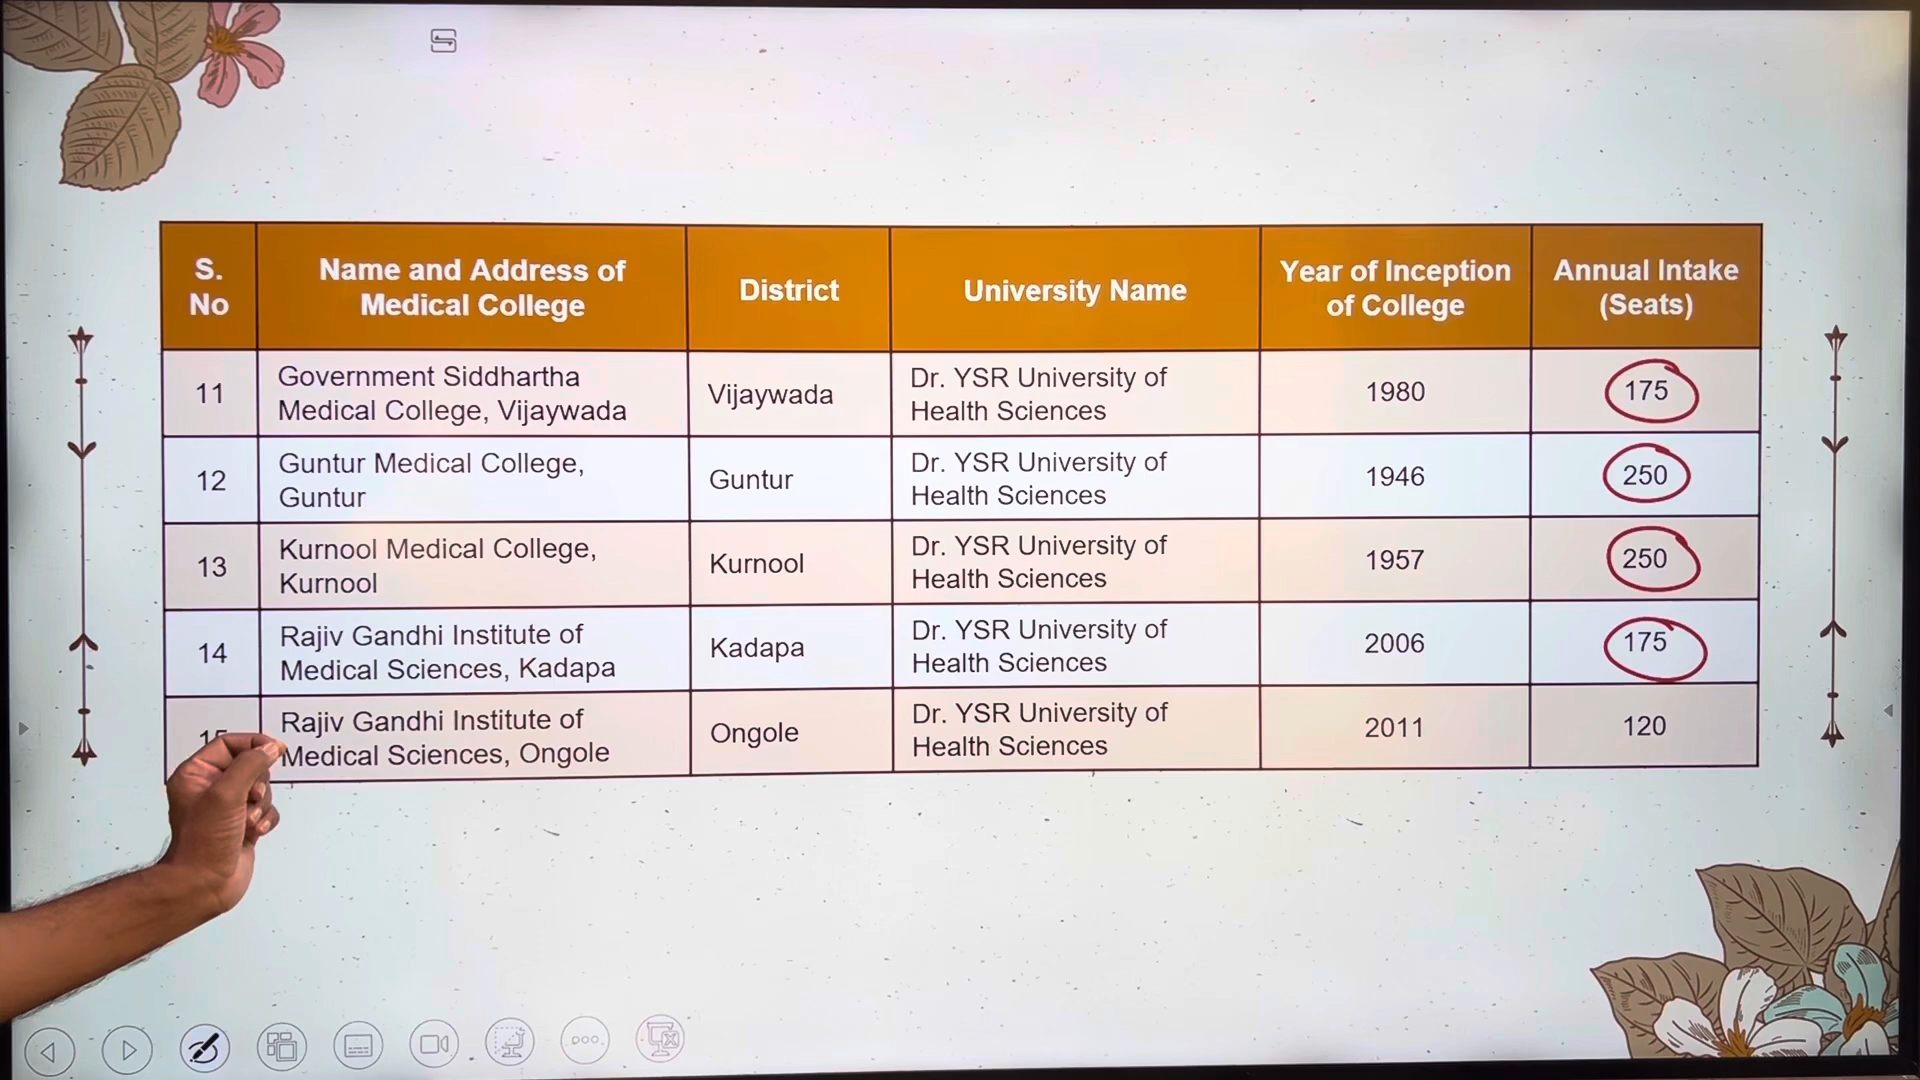 S.
No
Name and Address of
Medical College
District
University Name
Year of Inception
of College
Annual Intake
(Seats)
11
Government Siddhartha
Medical College, Vijaywada
Vijaywada
Dr. YSR University of
Health Sciences
1980
175
12
Guntur Medical College,
Guntur
Guntur
Dr. YSR University of
Health Sciences
1946
250
13
Kurnool Medical College,
Kurnool
Kurnool
Dr. YSR University of
Health Sciences
1957
250
14
Rajiv Gandhi Institute of
Medical Sciences, Kadapa
Kadapa
Dr. YSR University of
Health Sciences
2006
175
Rajiv Gandhi Institute of
Medical Sciences, Ongole
Ongole
Dr. YSR University of
Health Sciences
2011
120